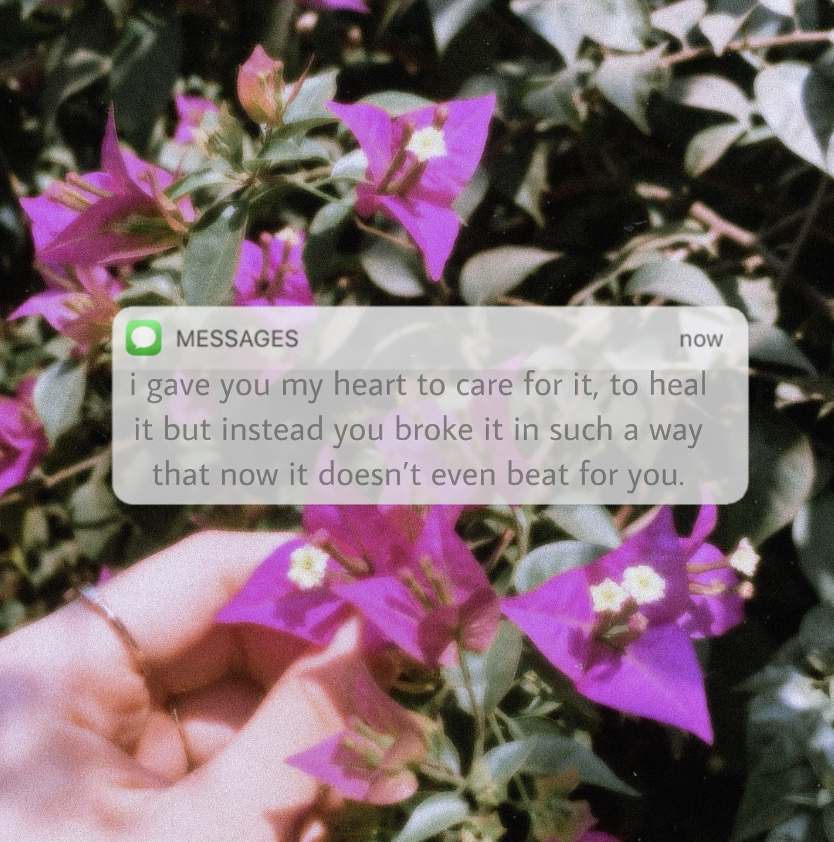 MESSAGES now
i gave you my heart to care for it, to heal
it but instead you broke it in such a way
that now it doesn’t even beat for you.